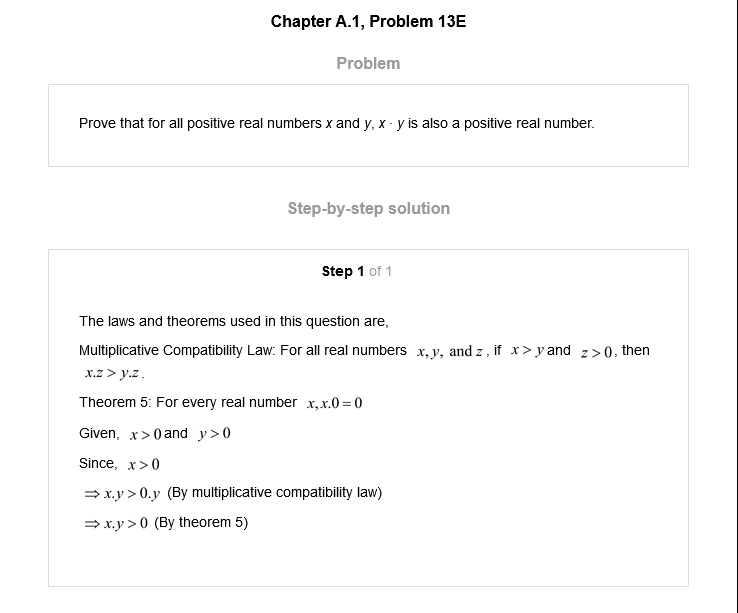 Chapter A.1, Problem 13E
Problem
Prove that for all positive real numbers x and y, x · y is also a positive real number.
Step-by-step solution
Step 1 of 1
The laws and theorems used in this question are,
Multiplicative Compatibility Law: For all real numbers x, y, and z, if x > y and z > 0, then
x.z > y.z.
Theorem 5: For every real number x, x.0 = 0
Given, x > 0 and y > 0
Since, x > 0
⇒ x.y > 0.y (By multiplicative compatibility law)
⇒ x.y > 0 (By theorem 5)